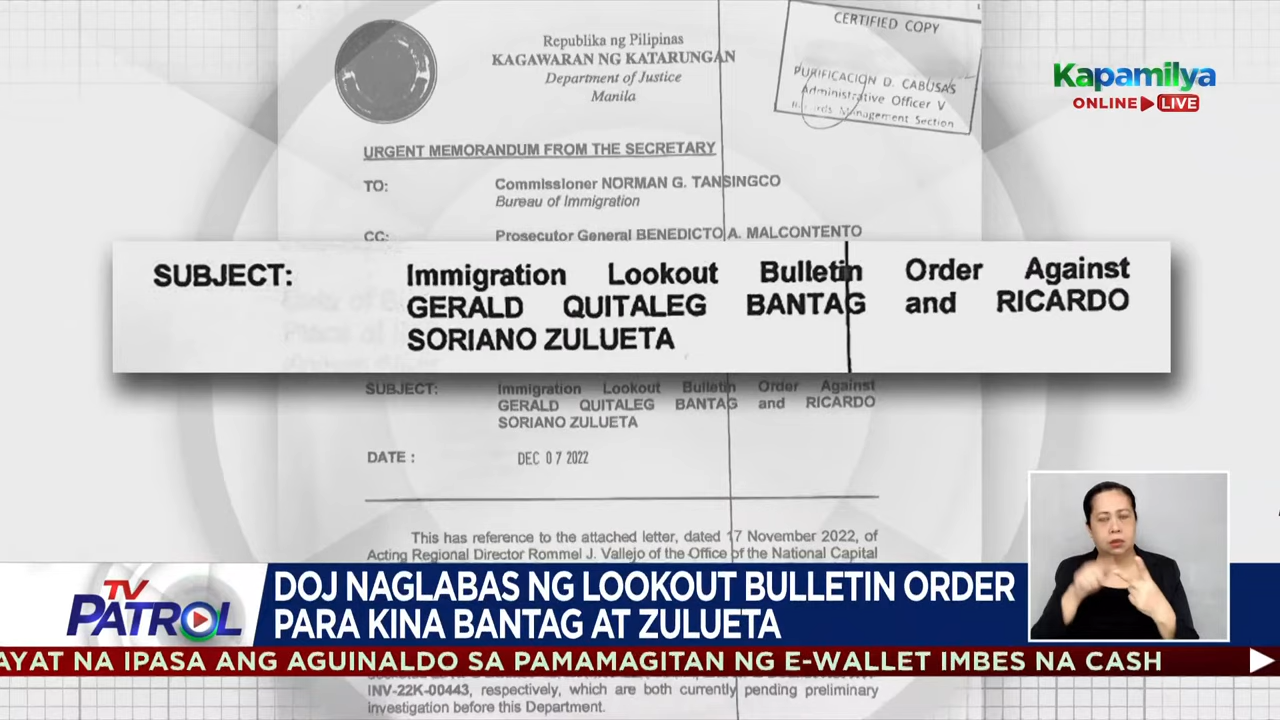 Republika ng Pilipinas
KAGAWARAN NG KATARUNGAN
Department of Justice
Manila
CERTIFIED COPY
PURIFICACION D. CABUSAS
Administrative Officer V
Records Management Section
Kapamilya
ONLINE LIVE
URGENT MEMORANDUM FROM THE SECRETARY
TO: Commissioner NORMAN G. TANSINGCO
Bureau of Immigration
CC: Prosecutor General BENEDICTO A. MALCONTENTO
SUBJECT: Immigration Lookout Bulletin Order Against
GERALD QUITALEG BANTAG and RICARDO
SORIANO ZULUETA
SUBJECT: Immigration Lookout Bulletin Order Against
GERALD QUITALEG BANTAG and RICARDO
SORIANO ZULUETA
DATE : DEC 07 2022
This has reference to the attached letter, dated 17 November 2022, of
Acting Regional Director Rommel J. Vallejo of the Office of the National Capital
TV PATROL
DOJ NAGLABAS NG LOOKOUT BULLETIN ORDER
PARA KINA BANTAG AT ZULUETA
AYAT NA IPASA ANG AGUINALDO SA PAMAMAGITAN NG E-WALLET IMBES NA CASH
INV-22K-00443, respectively, which are both currently pending preliminary
investigation before this Department.